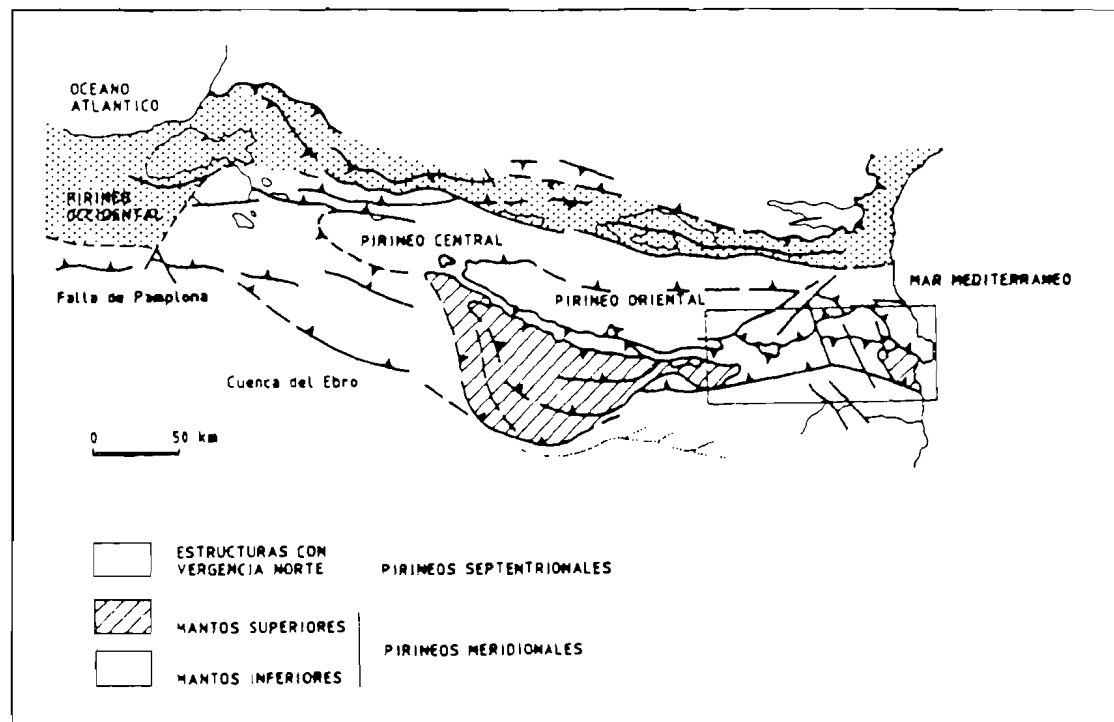 OCEANO
ATLANTICO
PIRINEO
OCCIDENTAL
PIRINEO CENTRAL
PIRINEO ORIENTAL
MAR MEDITERRANEO
Falla de Pamplona
Cuenca del Ebro
0 50 km
ESTRUCTURAS CON
VERGENCIA NORTE
PIRINEOS SEPTENTRIONALES
MANTOS SUPERIORES
PIRINEOS MERIDIONALES
MANTOS INFERIORES